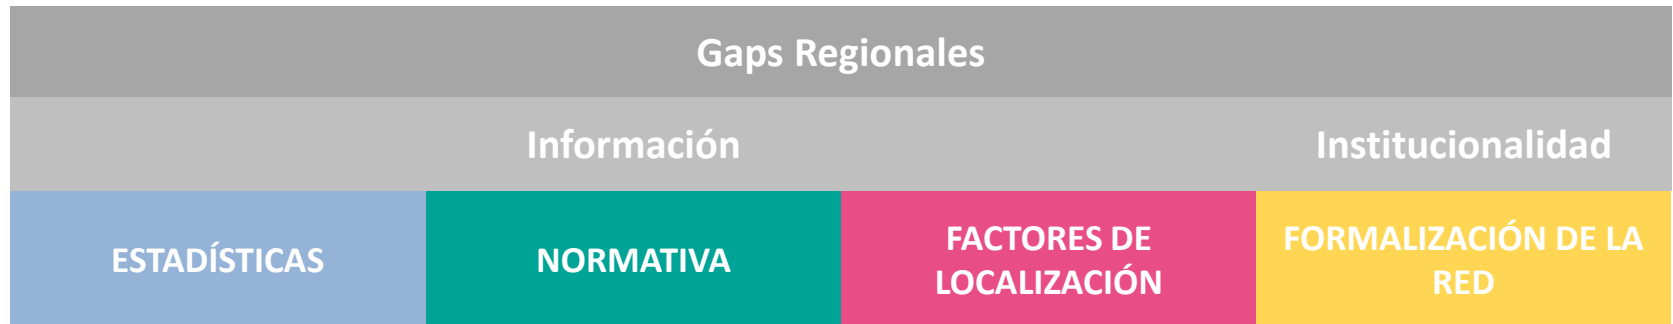 Gaps Regionales
Información
Institucionalidad
ESTADÍSTICAS
NORMATIVA
FACTORES DE
LOCALIZACIÓN
FORMALIZACIÓN DE LA
RED